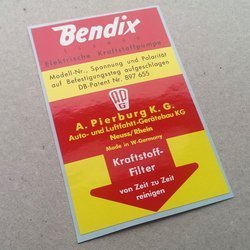 Bendix
Elektrische Kraftstoffpumpe
Modell-Nr., Spannung und Polarität
auf Befestigungssteg aufgeschlagen
DB-Patent Nr. 897 655
APG
A. Pierburg K. G.
Auto- und Luftfahrt-Gerätebau KG
Neuss/Rhein
Made in W-Germany
Kraftstoff-
Filter
von Zeit zu Zeit
reinigen